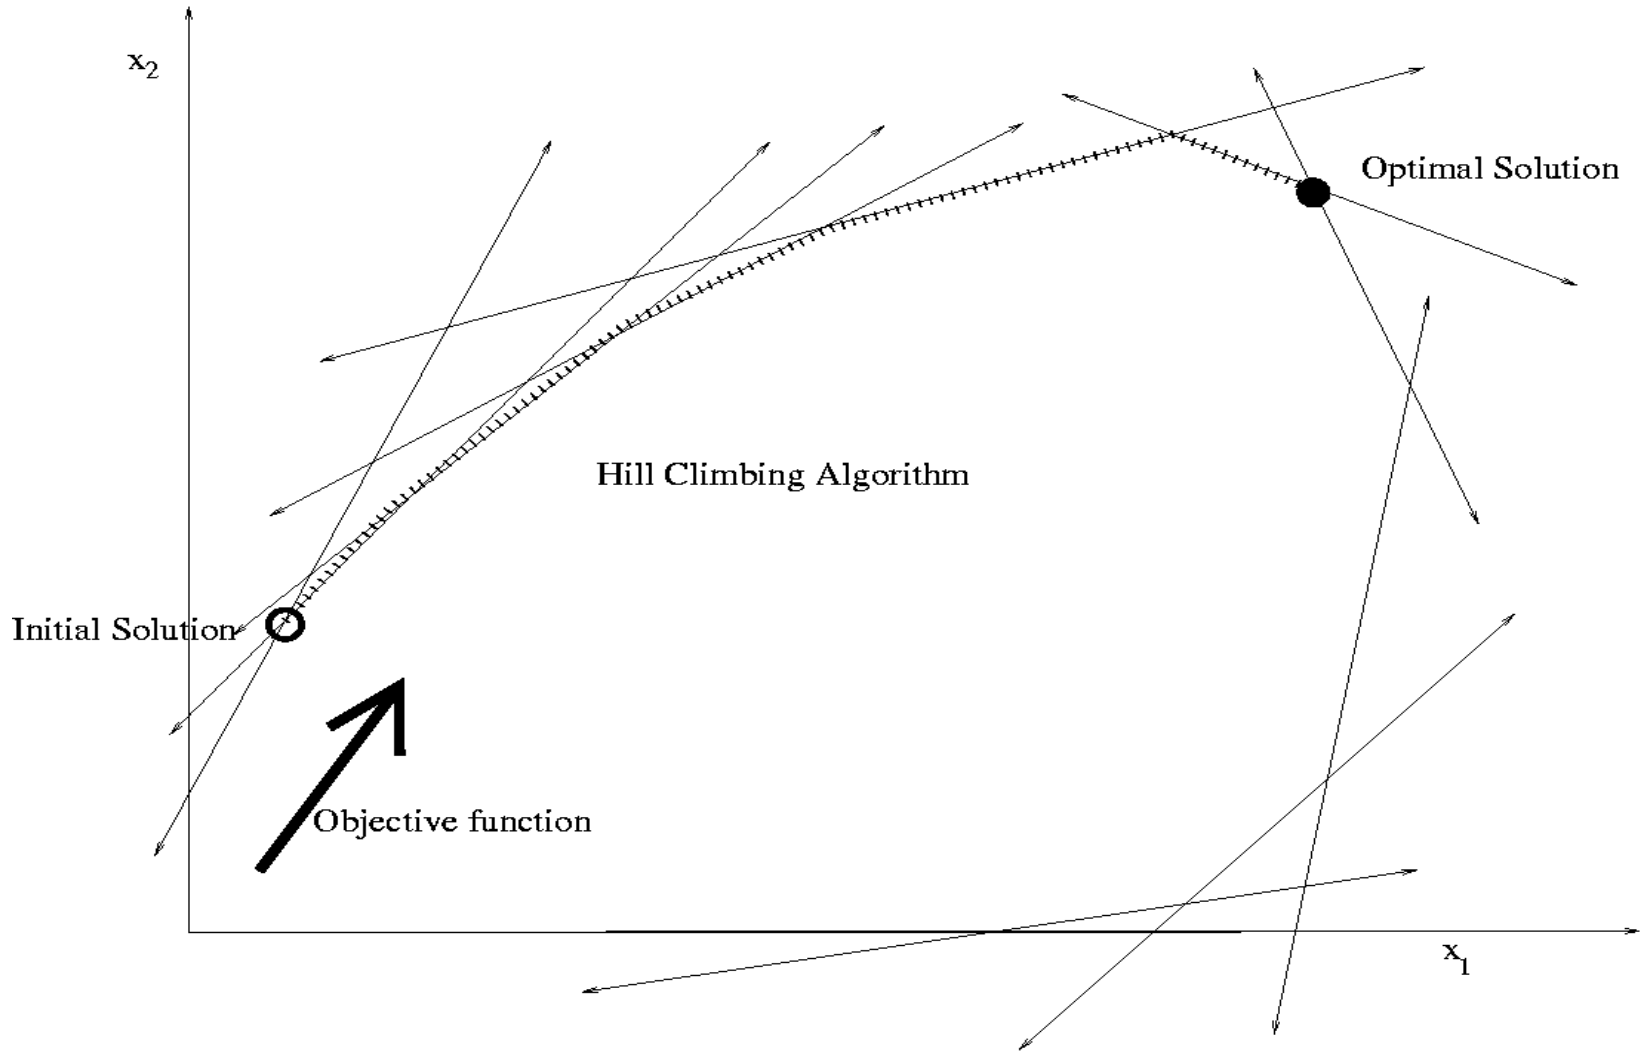 x2
Optimal Solution
Hill Climbing Algorithm
Initial Solution
Objective function
x1